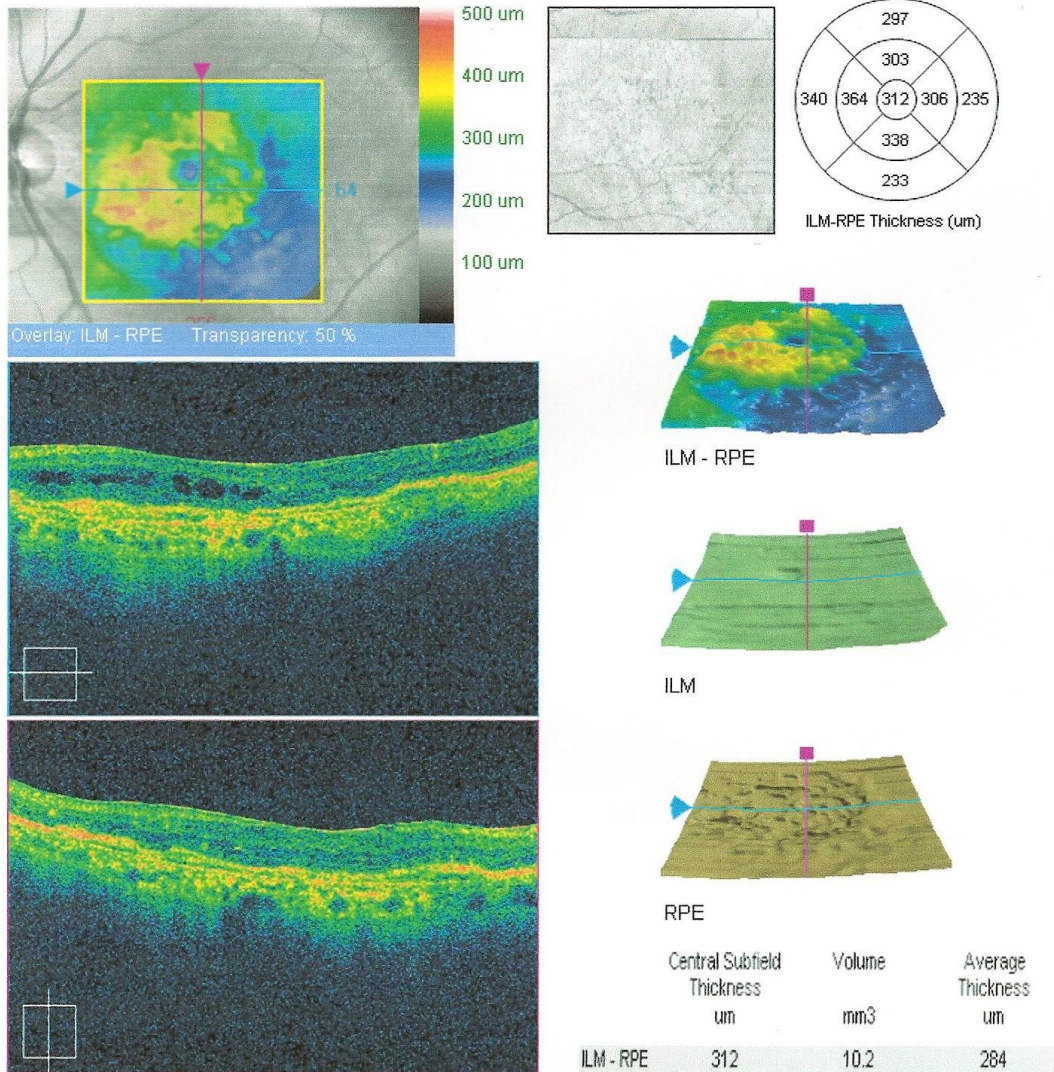 500 um
400 um
300 um
200 um
100 um
64
Overlay: ILM - RPE Transparency: 50 %
297
303
340 364 312 306 235
338
233
ILM-RPE Thickness (um)
ILM - RPE
ILM
RPE
Central Subfield Thickness um
Volume mm3
Average Thickness um
ILM - RPE 312 10.2 284